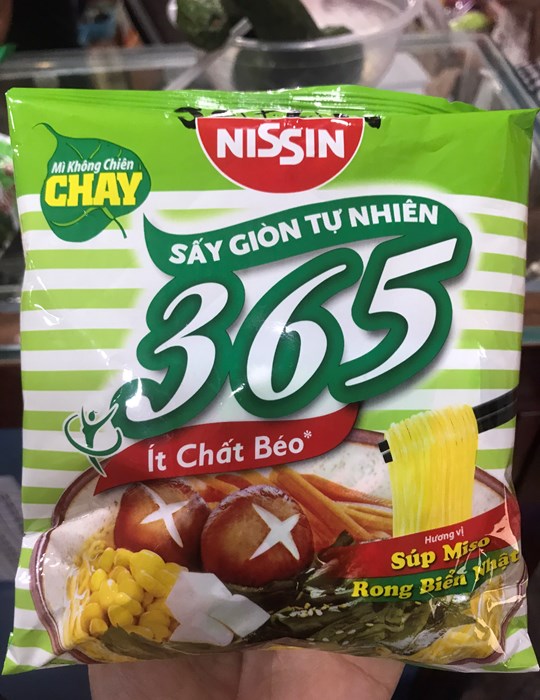 NISSIN
Mì Không Chiên
CHAY
SẤY GIÒN TỰ NHIÊN
365
Ít Chất Béo*
Hương vị
Súp Miso
Rong Biển Nhật